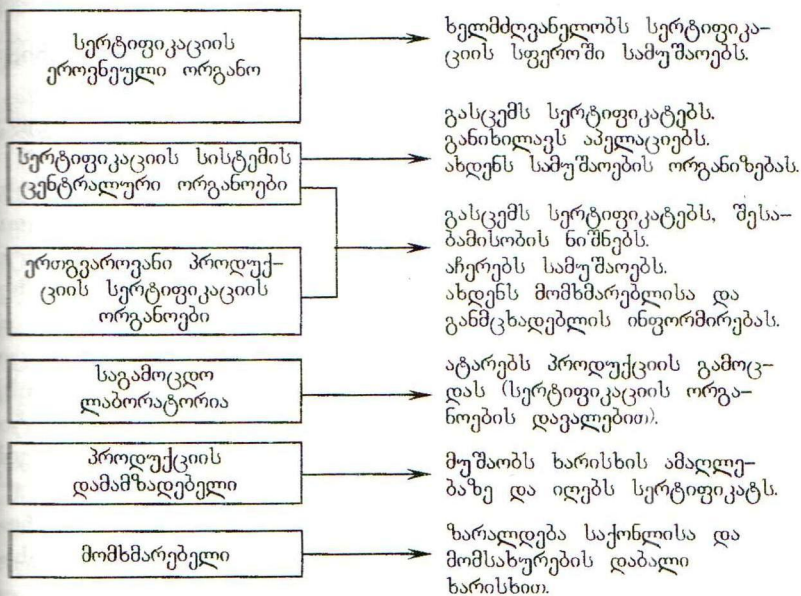 სერტიფიკაციის
ეროვნული ორგანო
ხელმძღვანელობს სერტიფიკა–
ციის სფეროში სამუშაოებს.
სერტიფიკაციის სისტემის
ცენტრალური ორგანოები
გასცემს სერტიფიკატებს.
განიხილავს აპელაციებს.
ახდენს სამუშაოების ორგანიზებას.
ერთგვაროვანი პროდუქ–
ციის სერტიფიკაციის
ორგანოები
გასცემს სერტიფიკატებს, შესა–
ბამისობის ნიშნებს.
აჩერებს სამუშაოებს.
ახდენს მომხმარებლისა და
განმცხადებლის ინფორმირებას.
საგამოცდო
ლაბორატორია
ატარებს პროდუქციის გამოც–
დას (სერტიფიკაციის ორგა–
ნოების დავალებით).
პროდუქციის
დამამზადებელი
მუშაობს ხარისხის ამაღლე–
ბაზე და იღებს სერტიფიკატს.
მომხმარებელი
ზარალდება საქონლისა და
მომსახურების დაბალი
ხარისხით.